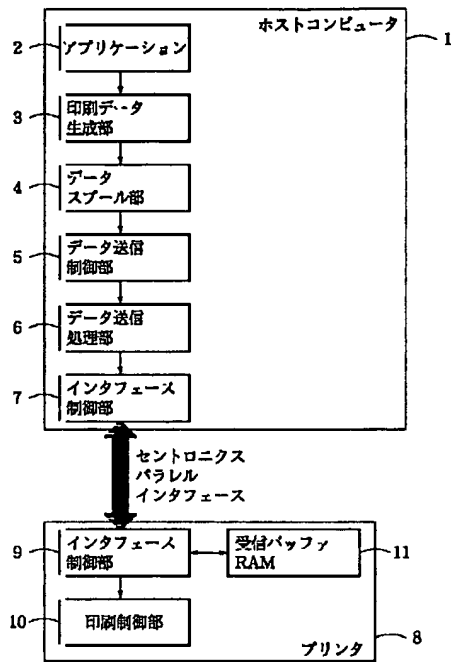 ホストコンピュータ
1
2
アプリケーション
3
印刷データ
生成部
4
データ
スプール部
5
データ送信
制御部
6
データ送信
処理部
7
インタフェース
制御部
セントロニクス
パラレル
インタフェース
9
インタフェース
制御部
受信バッファ
RAM
11
10
印刷制御部
プリンタ
8